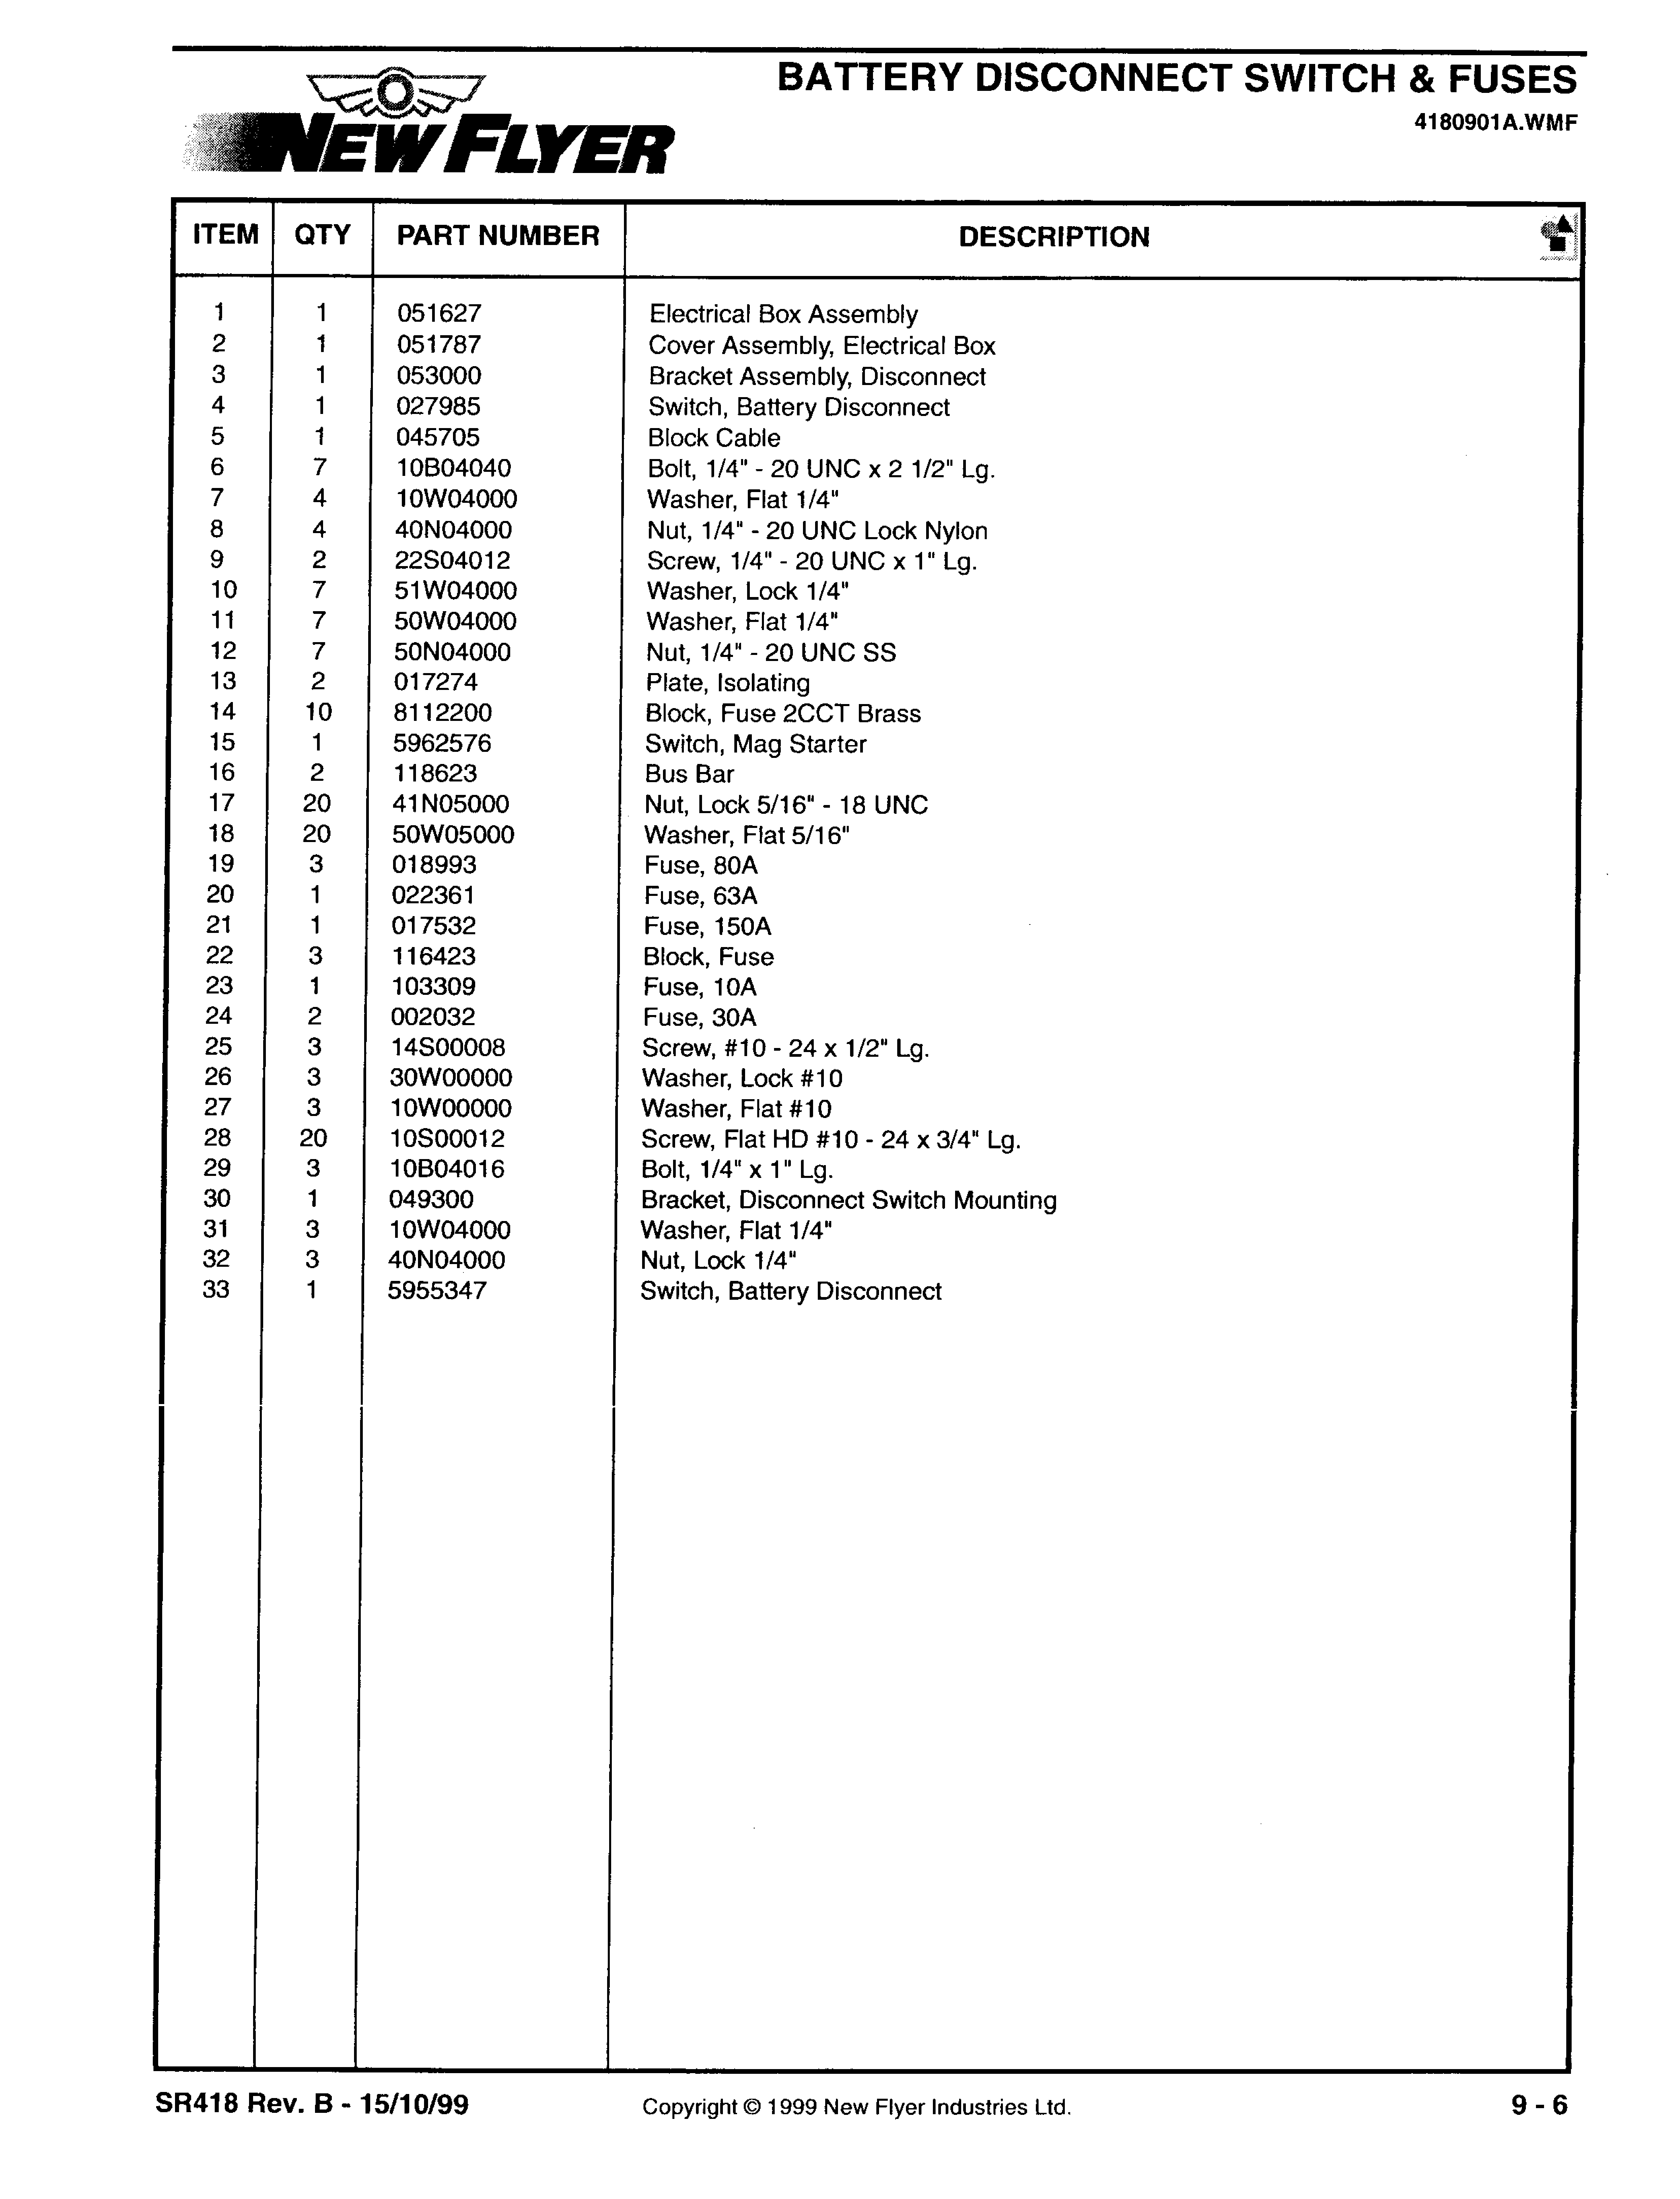 BATTERY DISCONNECT SWITCH & FUSES
4180901A.WMF
NEW FLYER
ITEM QTY PART NUMBER DESCRIPTION
1 1 051627 Electrical Box Assembly
2 1 051787 Cover Assembly, Electrical Box
3 1 053000 Bracket Assembly, Disconnect
4 1 027985 Switch, Battery Disconnect
5 1 045705 Block Cable
6 7 10B04040 Bolt, 1/4" - 20 UNC x 2 1/2" Lg.
7 4 10W04000 Washer, Flat 1/4"
8 4 40N04000 Nut, 1/4" - 20 UNC Lock Nylon
9 2 22S04012 Screw, 1/4" - 20 UNC x 1" Lg.
10 7 51W04000 Washer, Lock 1/4"
11 7 50W04000 Washer, Flat 1/4"
12 7 50N04000 Nut, 1/4" - 20 UNC SS
13 2 017274 Plate, Isolating
14 10 8112200 Block, Fuse 2CCT Brass
15 1 5962576 Switch, Mag Starter
16 2 118623 Bus Bar
17 20 41N05000 Nut, Lock 5/16" - 18 UNC
18 20 50W05000 Washer, Flat 5/16"
19 3 018993 Fuse, 80A
20 1 022361 Fuse, 63A
21 1 017532 Fuse, 150A
22 3 116423 Block, Fuse
23 1 103309 Fuse, 10A
24 2 002032 Fuse, 30A
25 3 14S00008 Screw, #10 - 24 x 1/2" Lg.
26 3 30W00000 Washer, Lock #10
27 3 10W00000 Washer, Flat #10
28 20 10S00012 Screw, Flat HD #10 - 24 x 3/4" Lg.
29 3 10B04016 Bolt, 1/4" x 1" Lg.
30 1 049300 Bracket, Disconnect Switch Mounting
31 3 10W04000 Washer, Flat 1/4"
32 3 40N04000 Nut, Lock 1/4"
33 1 5955347 Switch, Battery Disconnect
SR418 Rev. B - 15/10/99 Copyright © 1999 New Flyer Industries Ltd. 9 - 6